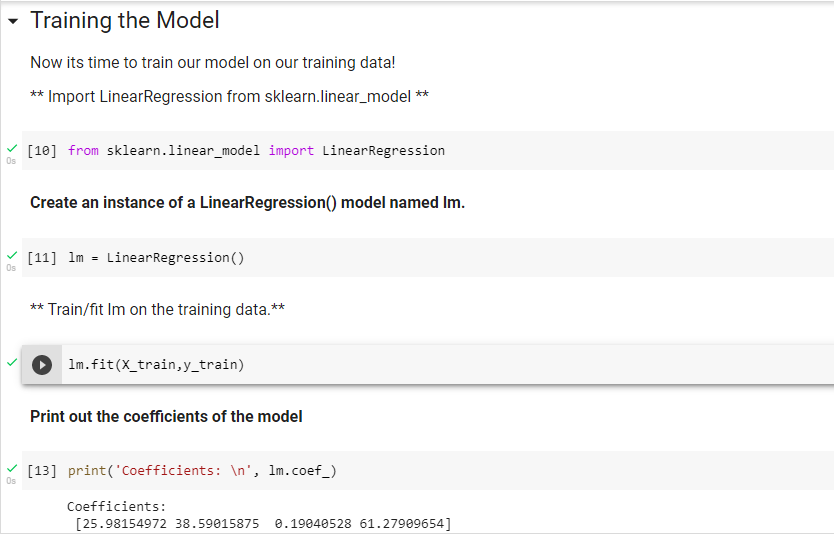 Training the Model
Now its time to train our model on our training data!
** Import LinearRegression from sklearn.linear_model **
[10] from sklearn.linear_model import LinearRegression
0s
Create an instance of a LinearRegression() model named lm.
[11] lm = LinearRegression()
0s
** Train/fit lm on the training data.**
lm.fit(X_train,y_train)
Print out the coefficients of the model
[13] print('Coefficients: \n', lm.coef_)
0s
Coefficients:
[25.98154972 38.59015875  0.19040528 61.27909654]